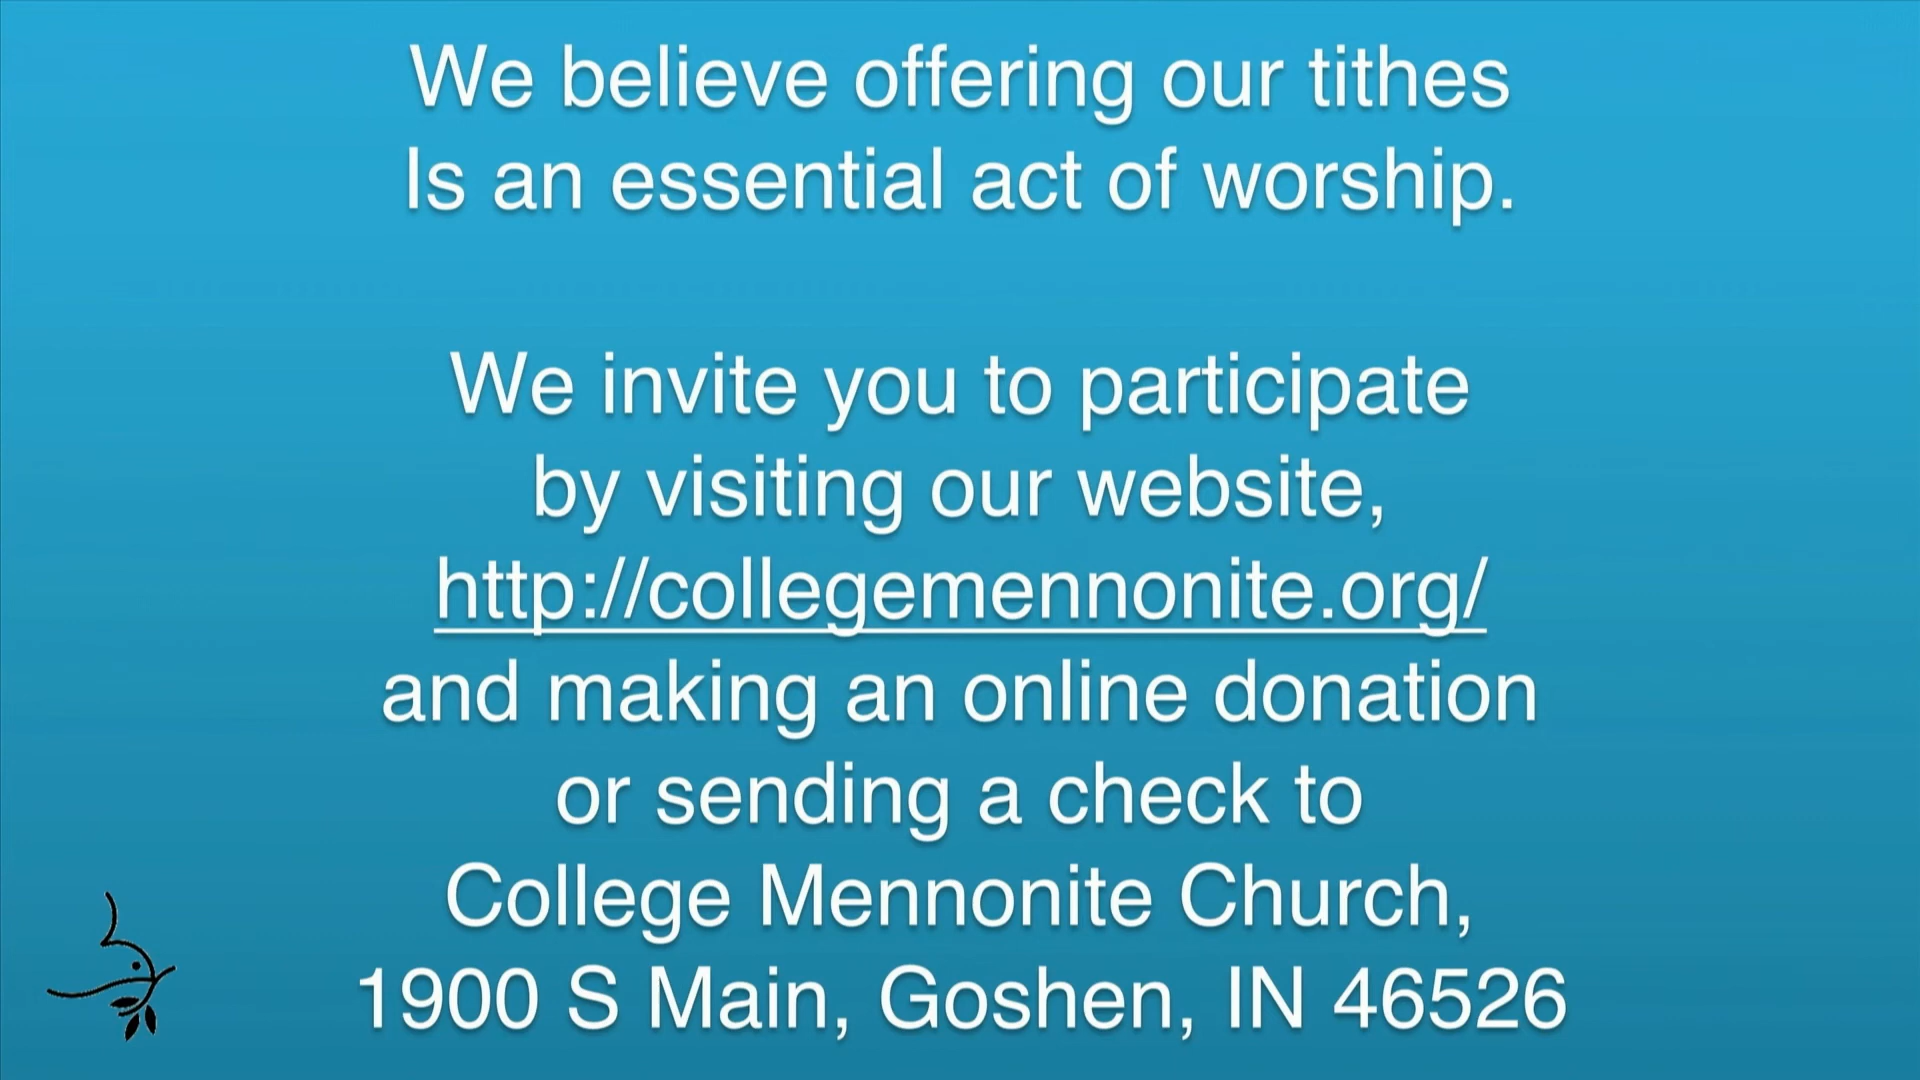 We believe offering our tithes
Is an essential act of worship.
We invite you to participate
by visiting our website,
http://collegemennonite.org/
and making an online donation
or sending a check to
College Mennonite Church,
1900 S Main, Goshen, IN 46526